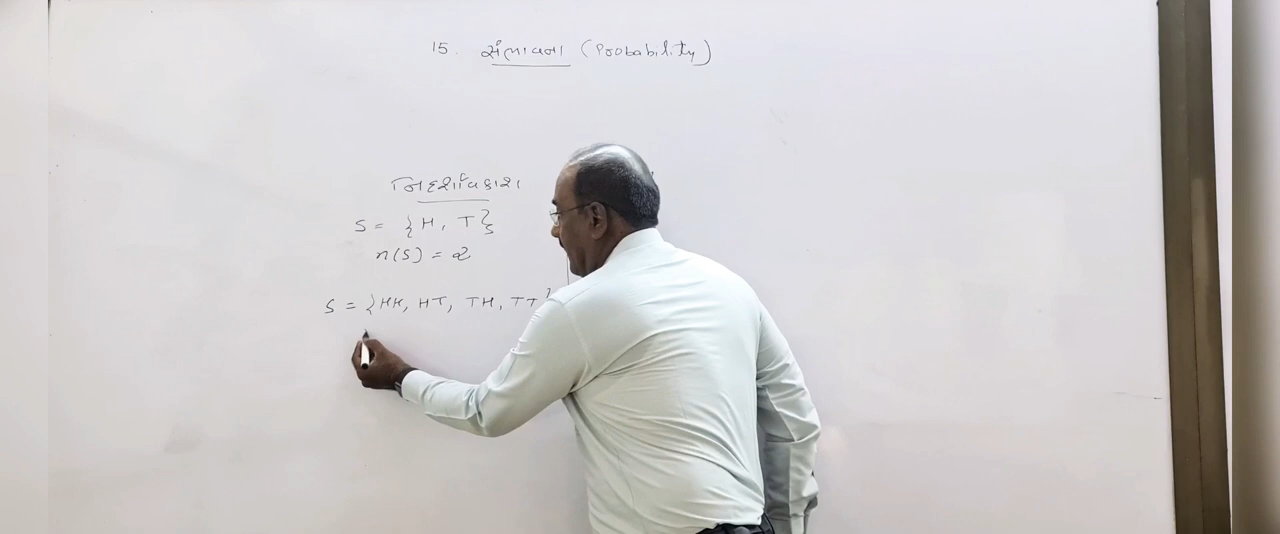 15. સંભાવના (Probability)
નિદર્શાવકાશ
S = {H, T}
n(S) = 2
S = {HH, HT, TH, TT}